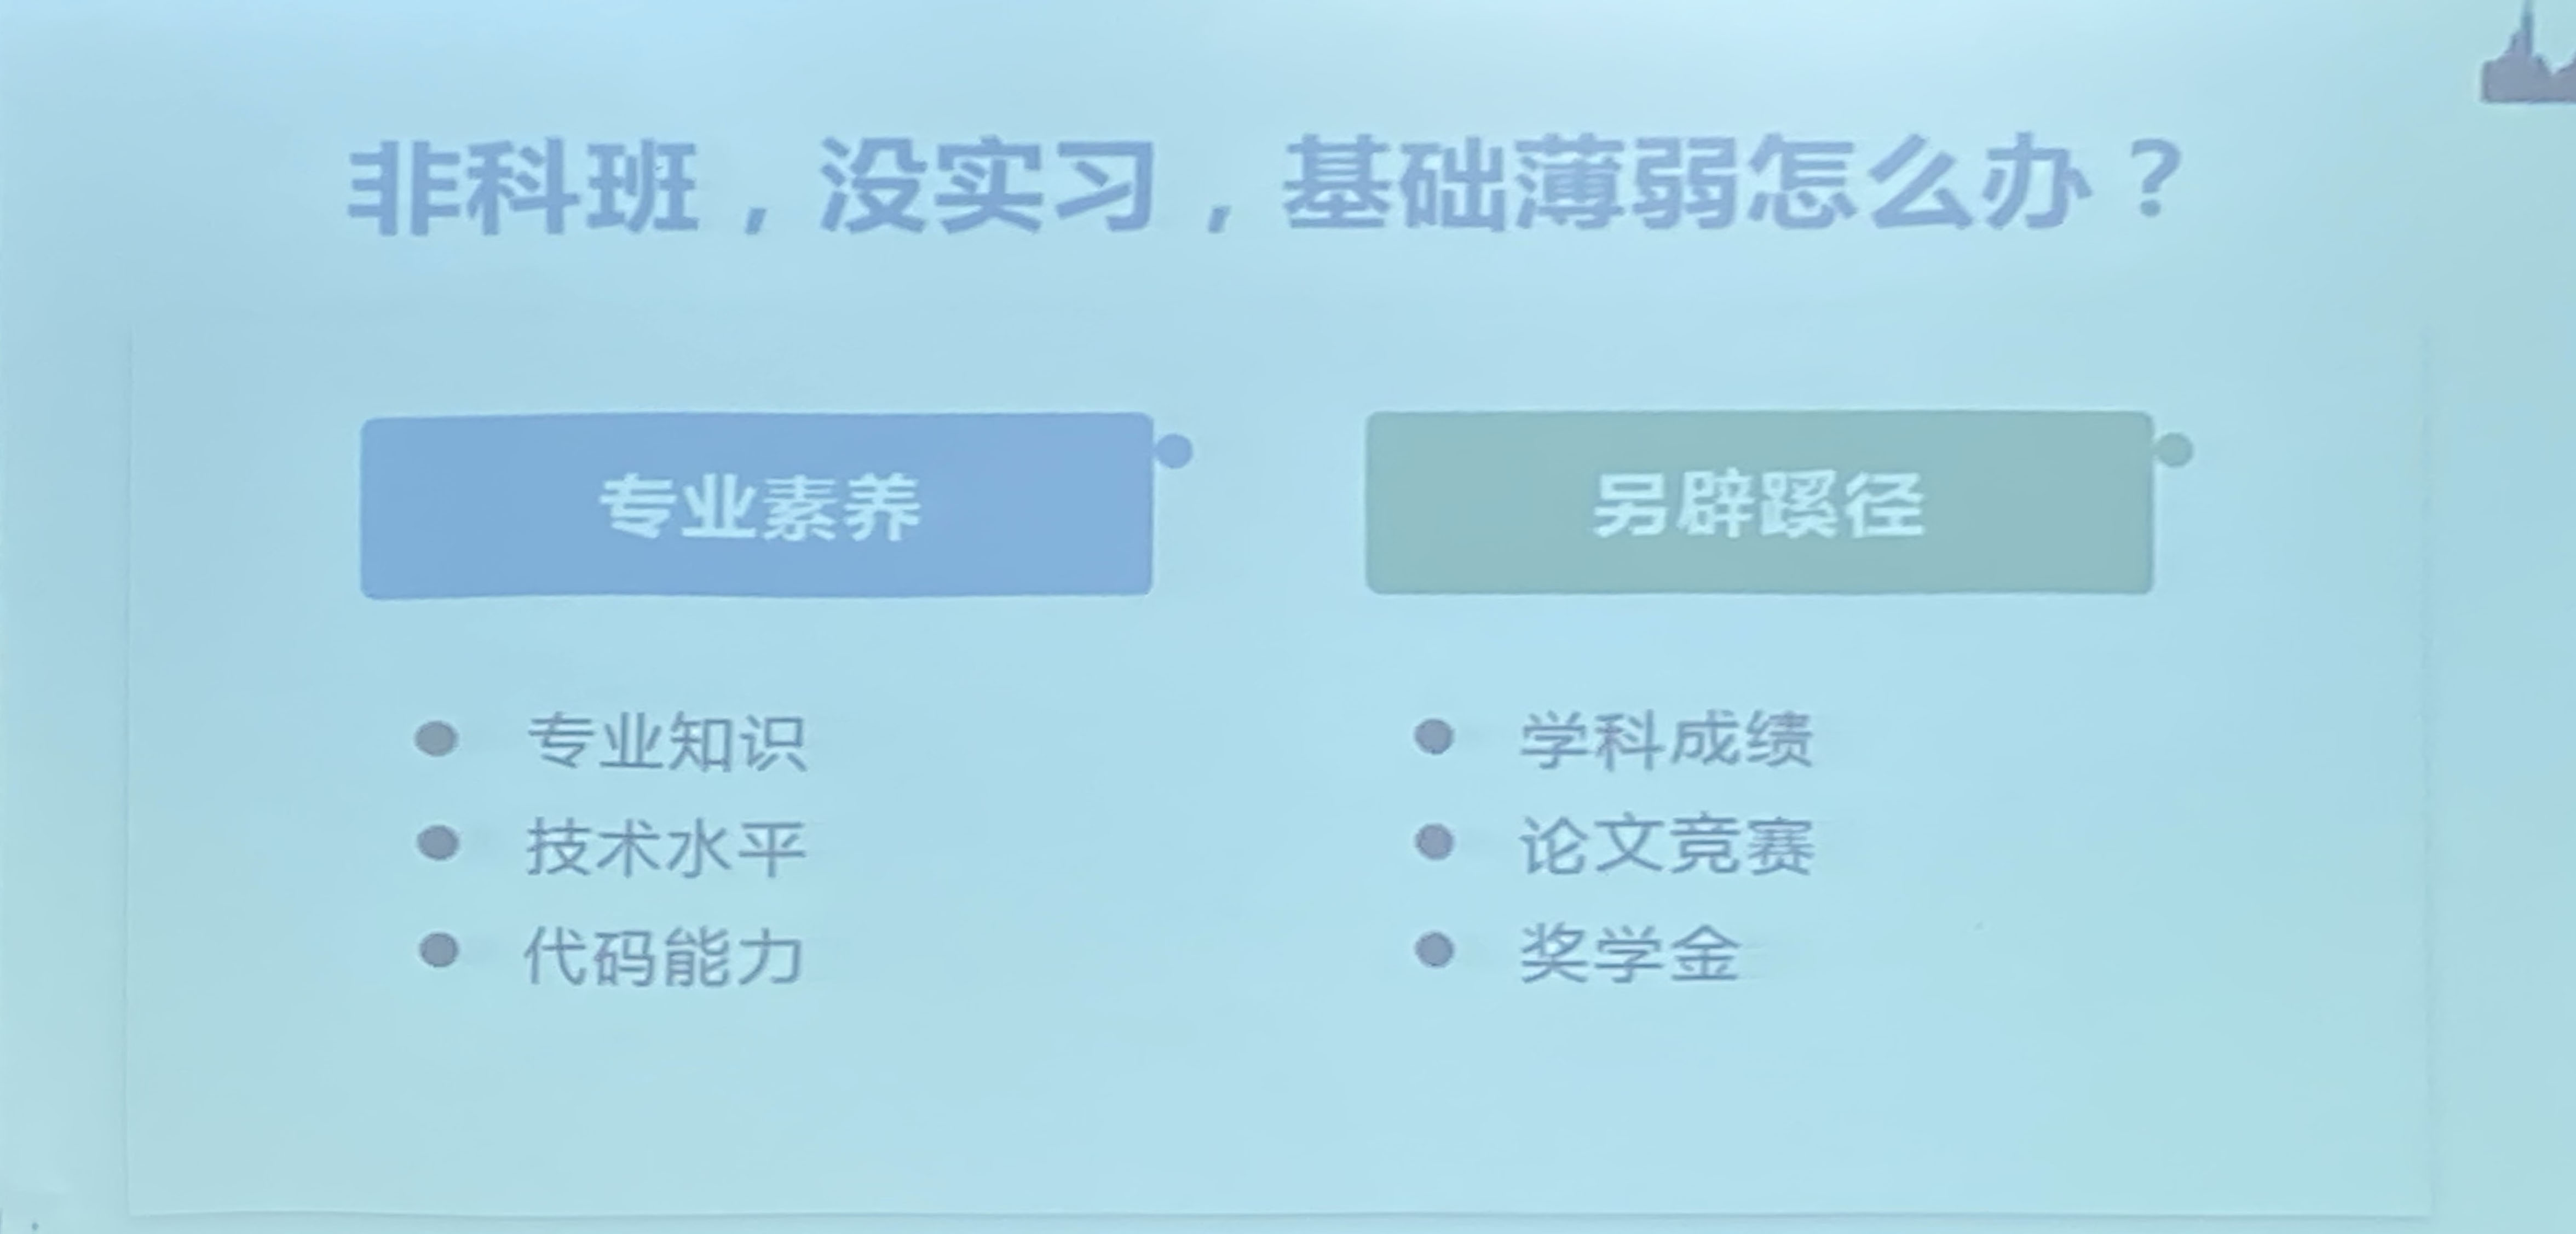 非科班，没实习，基础薄弱怎么办？
专业素养
专业知识
技术水平
代码能力
另辟蹊径
学科成绩
论文竞赛
奖学金